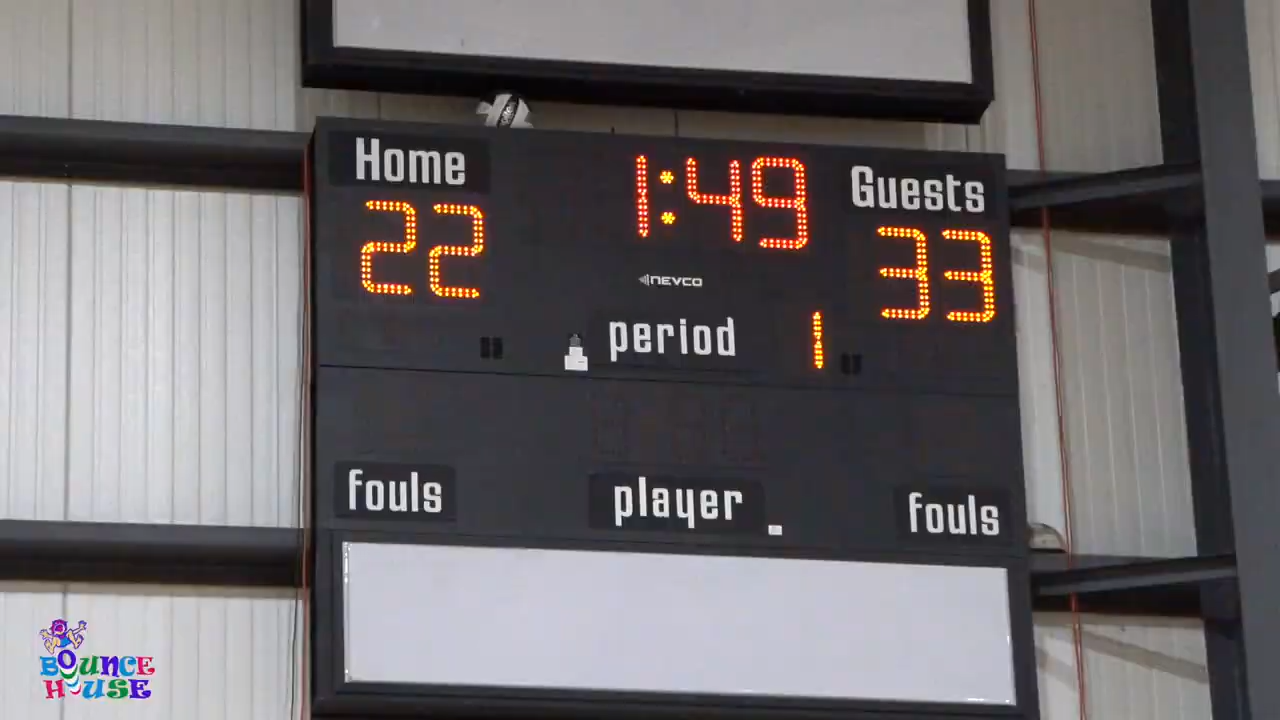 Home
1:49
Guests
22
33
NEVCO
period 1
fouls
player
fouls
BOUNCE
HOUSE